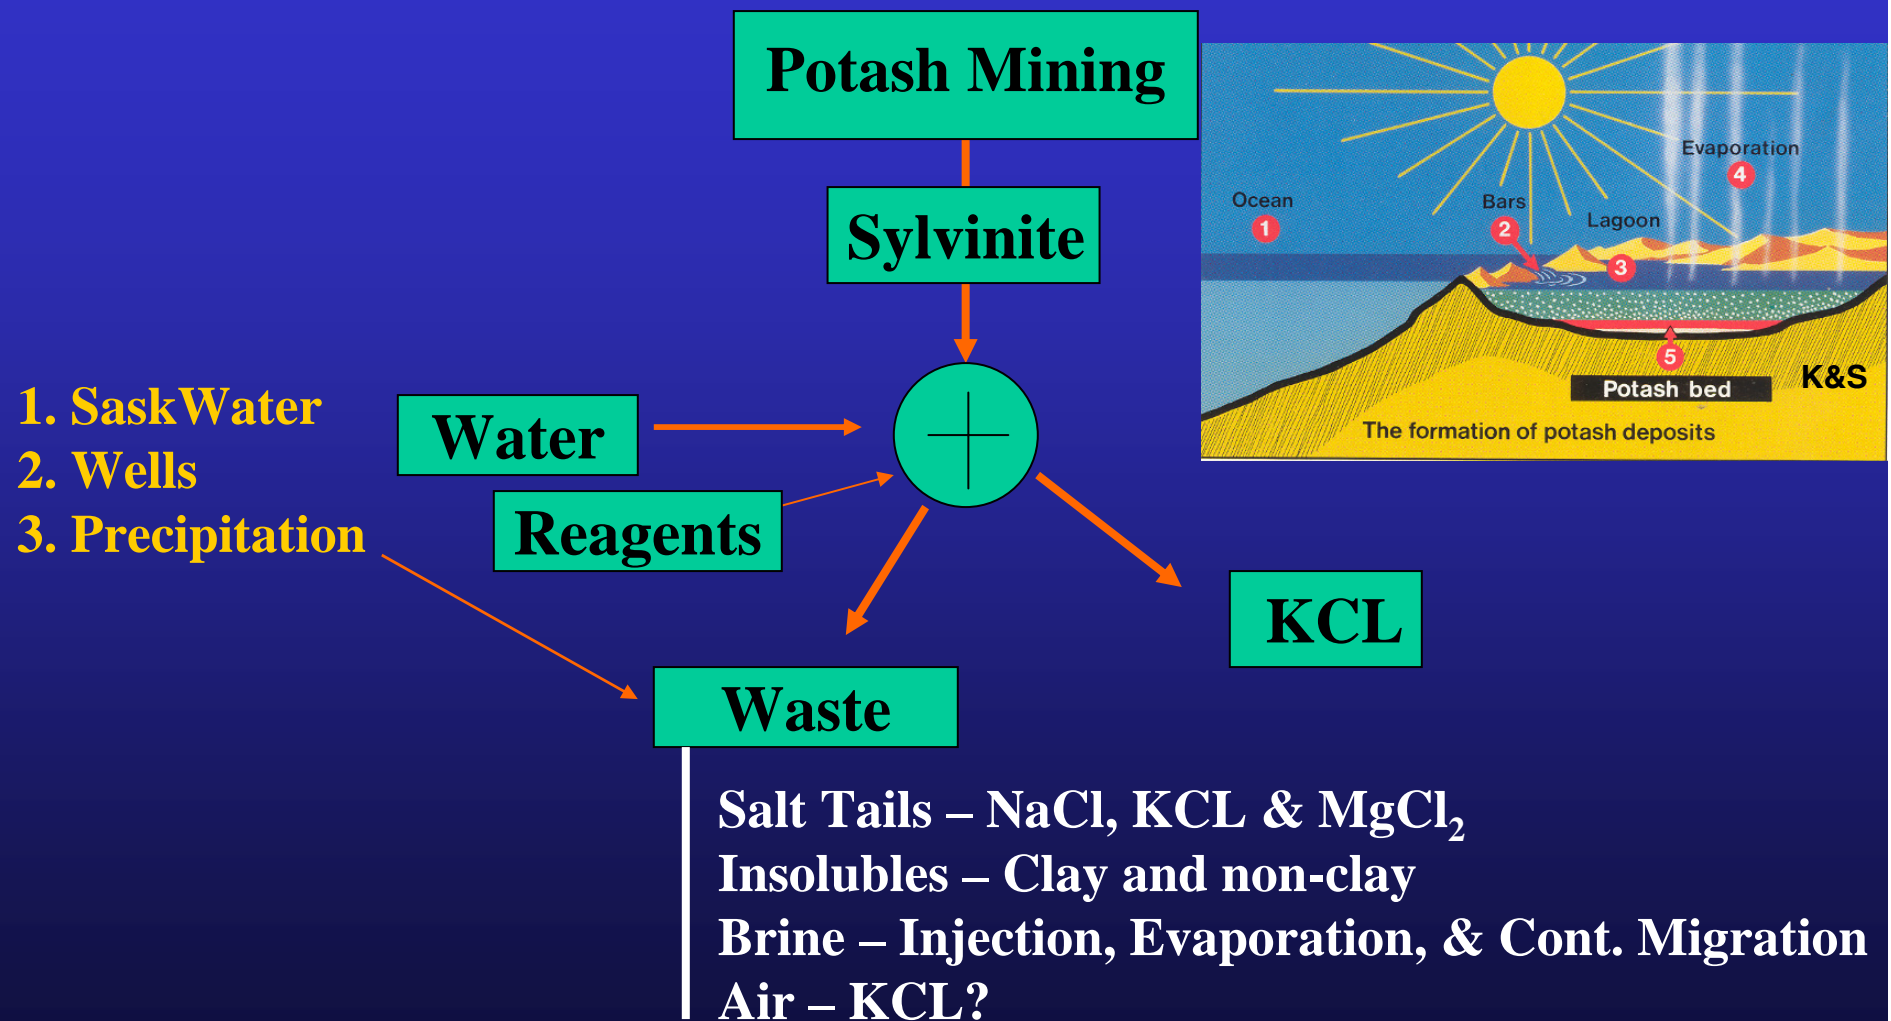 Potash Mining
Sylvinite
1. SaskWater
2. Wells
3. Precipitation
Water
Reagents
KCL
Waste
Salt Tails – NaCl, KCL & MgCl₂
Insolubles – Clay and non-clay
Brine – Injection, Evaporation, & Cont. Migration
Air – KCL?
Evaporation
4
Ocean
1
Bars
2
Lagoon
3
5
K&S
Potash bed
The formation of potash deposits